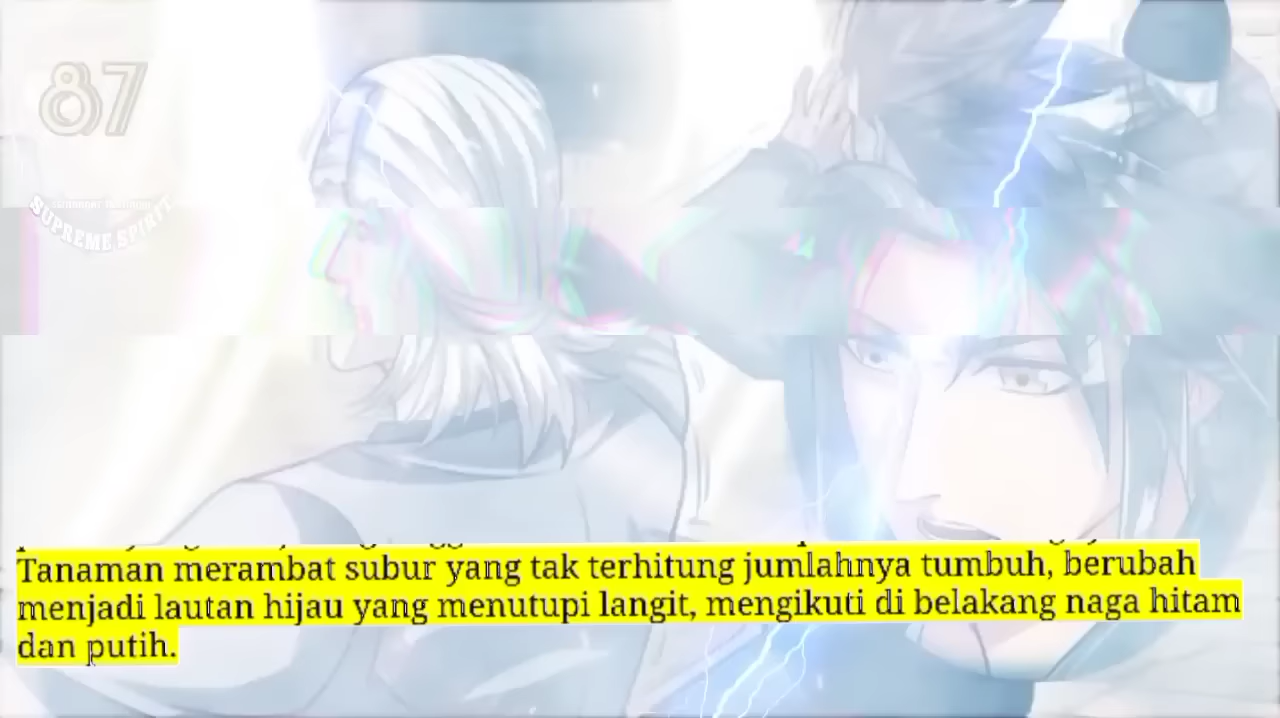 87
SUPREME SPIRIT
Tanaman merambat subur yang tak terhitung jumlahnya tumbuh, berubah
menjadi lautan hijau yang menutupi langit, mengikuti di belakang naga hitam
dan putih.